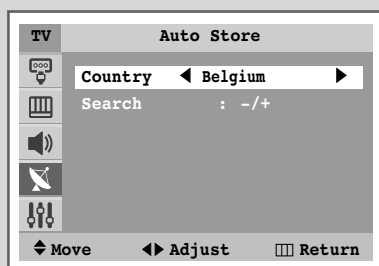 TV Auto Store
Country ◀ Belgium ▶
Search : -/+
Move Adjust Return